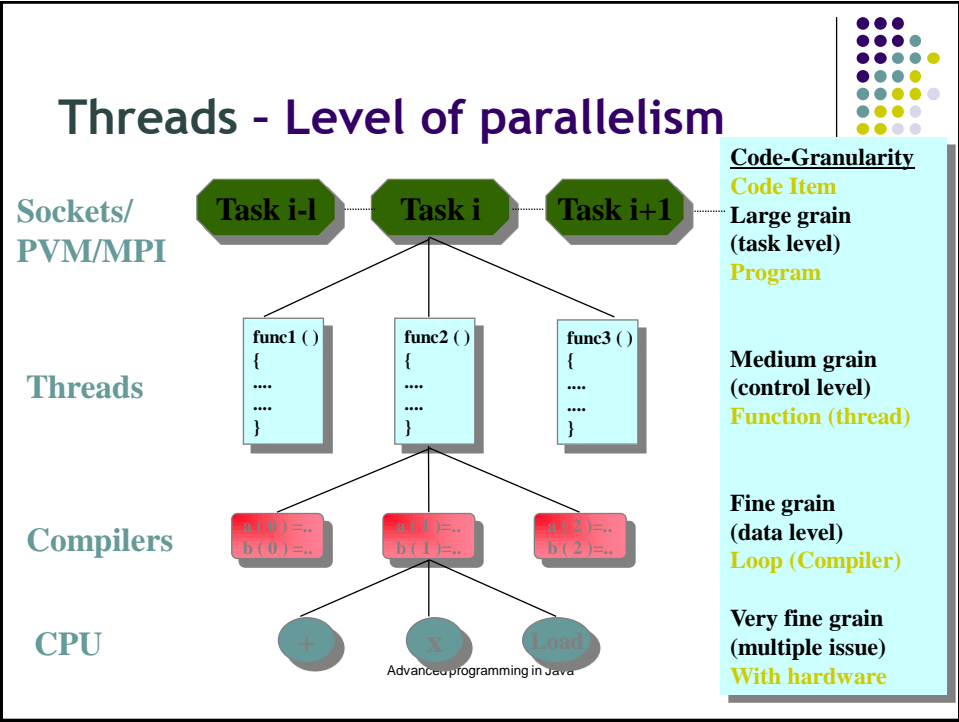 Threads – Level of parallelism
Sockets/
PVM/MPI
Task i-l
Task i
Task i+1
Code-Granularity
Code Item
Large grain
(task level)
Program
Threads
func1 ( )
{
....
....
}
func2 ( )
{
....
....
}
func3 ( )
{
....
....
}
Medium grain
(control level)
Function (thread)
Compilers
a ( 0 ) =..
b ( 0 ) =..
a ( 1 )=..
b ( 1 )=..
a ( 2 )=..
b ( 2 )=..
Fine grain
(data level)
Loop (Compiler)
CPU
+
x
Load
Very fine grain
(multiple issue)
With hardware
Advanced programming in Java